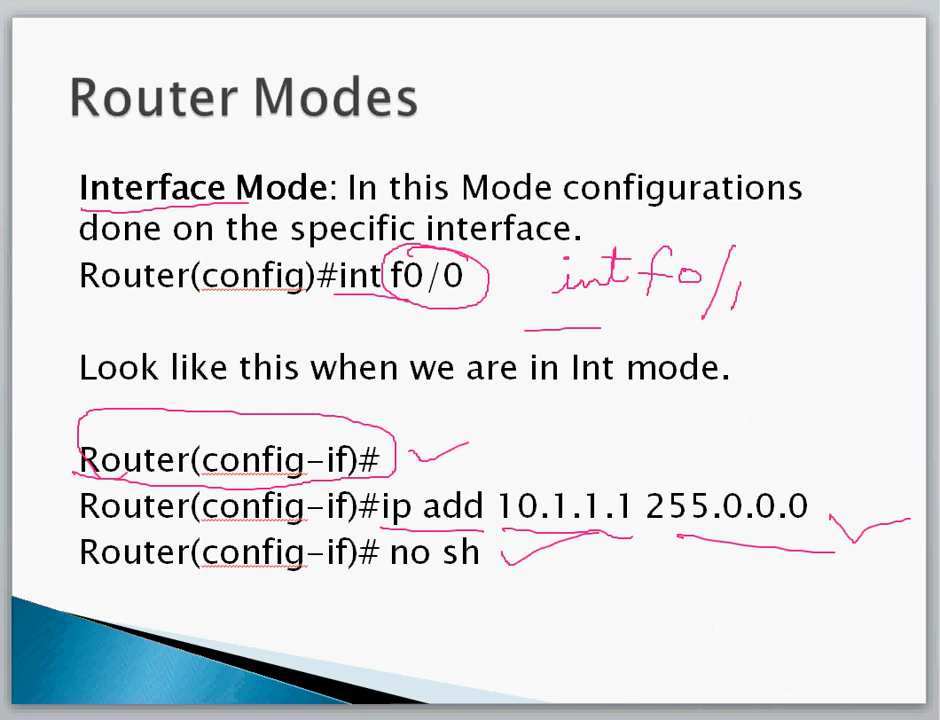 Router Modes
Interface Mode: In this Mode configurations
done on the specific interface.
Router(config)#int f0/0
int f0/1
Look like this when we are in Int mode.
Router(config-if)#
Router(config-if)#ip add 10.1.1.1 255.0.0.0
Router(config-if)# no sh